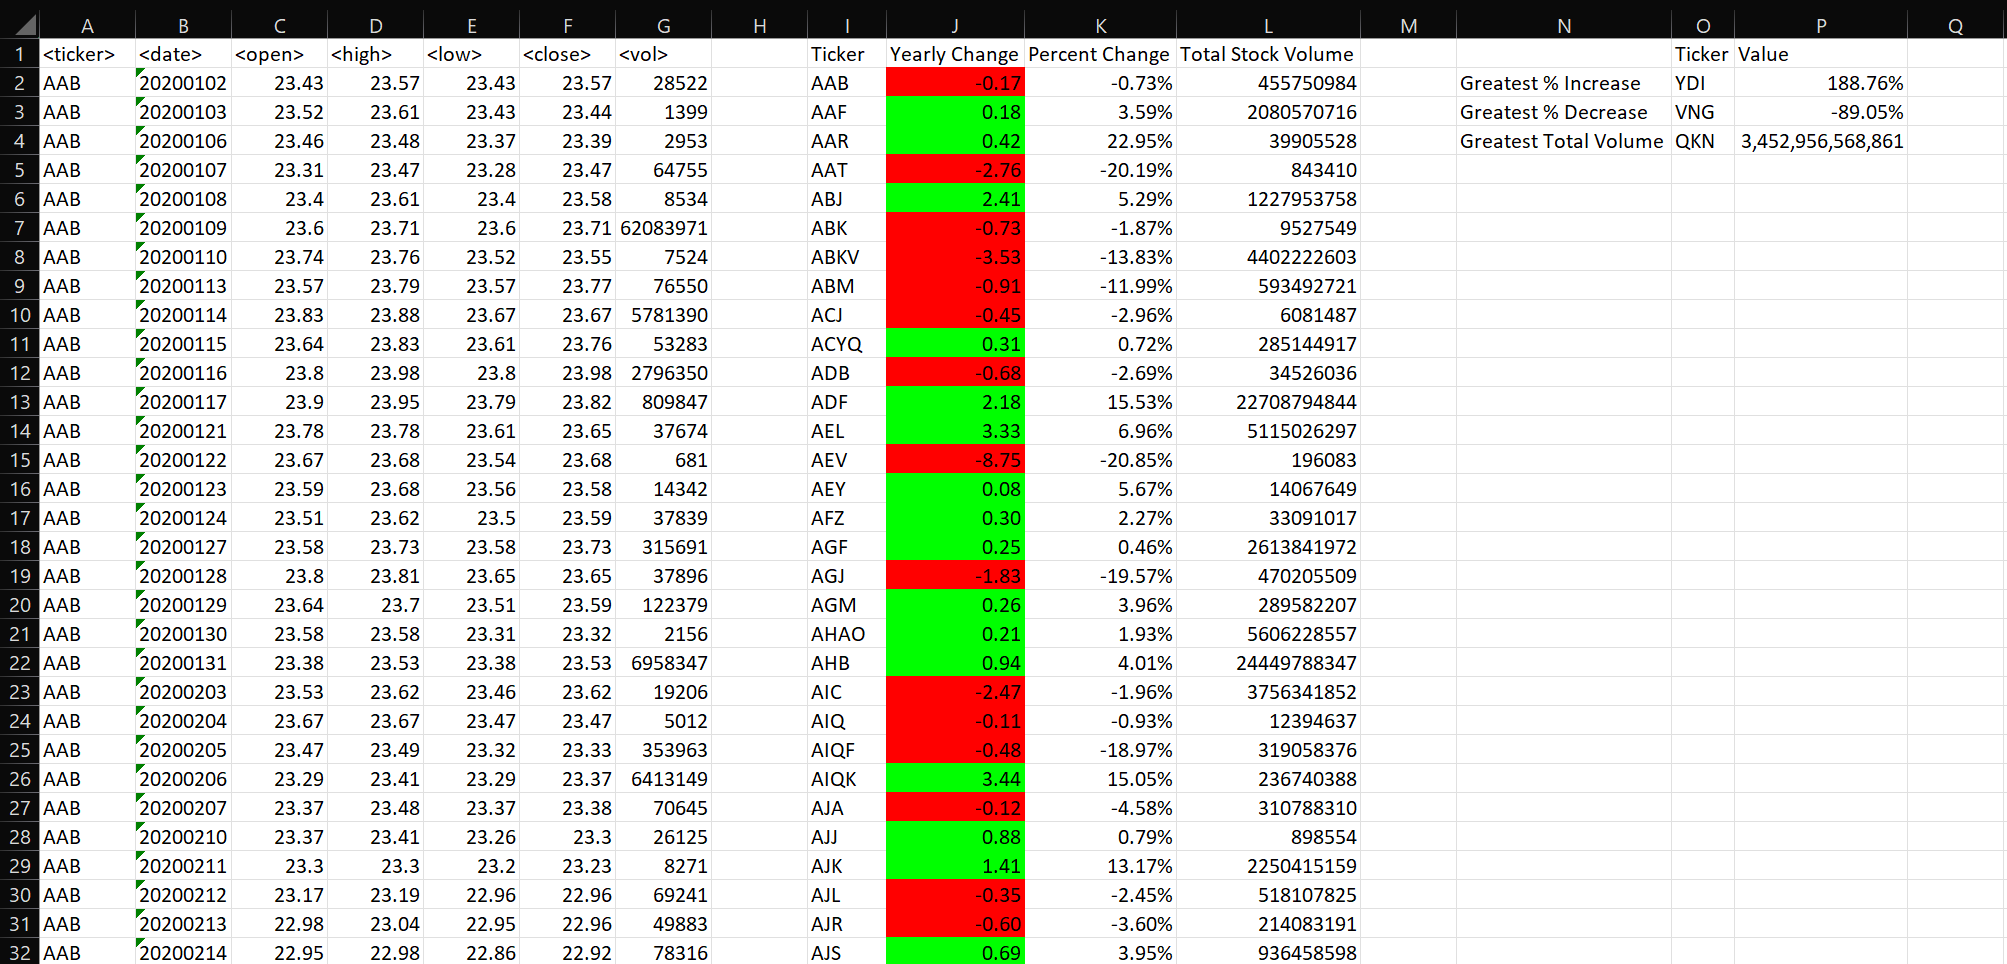 A B C D E F G H I J K L M N O P Q
1 <ticker> <date> <open> <high> <low> <close> <vol> Ticker Yearly Change Percent Change Total Stock Volume Ticker Value
2 AAB 20200102 23.43 23.57 23.43 23.57 28522 AAB -0.17 -0.73% 455750984 Greatest % Increase YDI 188.76%
3 AAB 20200103 23.52 23.61 23.43 23.44 1399 AAF 0.18 3.59% 2080570716 Greatest % Decrease VNG -89.05%
4 AAB 20200106 23.46 23.48 23.37 23.39 2953 AAR 0.42 22.95% 39905528 Greatest Total Volume QKN 3,452,956,568,861
5 AAB 20200107 23.31 23.47 23.28 23.47 64755 AAT -2.76 -20.19% 843410
6 AAB 20200108 23.4 23.61 23.4 23.58 8534 ABJ 2.41 5.29% 1227953758
7 AAB 20200109 23.6 23.71 23.6 23.71 62083971 ABK -0.73 -1.87% 9527549
8 AAB 20200110 23.74 23.76 23.52 23.55 7524 ABKV -3.53 -13.83% 4402222603
9 AAB 20200113 23.57 23.79 23.57 23.77 76550 ABM -0.91 -11.99% 593492721
10 AAB 20200114 23.83 23.88 23.67 23.67 5781390 ACJ -0.45 -2.96% 6081487
11 AAB 20200115 23.64 23.83 23.61 23.76 53283 ACYQ 0.31 0.72% 285144917
12 AAB 20200116 23.8 23.98 23.8 23.98 2796350 ADB -0.68 -2.69% 34526036
13 AAB 20200117 23.9 23.95 23.79 23.82 809847 ADF 2.18 15.53% 22708794844
14 AAB 20200121 23.78 23.78 23.61 23.65 37674 AEL 3.33 6.96% 5115026297
15 AAB 20200122 23.67 23.68 23.54 23.68 681 AEV -8.75 -20.85% 196083
16 AAB 20200123 23.59 23.68 23.56 23.58 14342 AEY 0.08 5.67% 14067649
17 AAB 20200124 23.51 23.62 23.5 23.59 37839 AFZ 0.30 2.27% 33091017
18 AAB 20200127 23.58 23.73 23.58 23.73 315691 AGF 0.25 0.46% 2613841972
19 AAB 20200128 23.8 23.81 23.65 23.65 37896 AGJ -1.83 -19.57% 470205509
20 AAB 20200129 23.64 23.7 23.51 23.59 122379 AGM 0.26 3.96% 289582207
21 AAB 20200130 23.58 23.58 23.31 23.32 2156 AHAO 0.21 1.93% 5606228557
22 AAB 20200131 23.38 23.53 23.38 23.53 6958347 AHB 0.94 4.01% 24449788347
23 AAB 20200203 23.53 23.62 23.46 23.62 19206 AIC -2.47 -1.96% 3756341852
24 AAB 20200204 23.67 23.67 23.47 23.47 5012 AIQ -0.11 -0.93% 12394637
25 AAB 20200205 23.47 23.49 23.32 23.33 353963 AIQF -0.48 -18.97% 319058376
26 AAB 20200206 23.29 23.41 23.29 23.37 6413149 AIQK 3.44 15.05% 236740388
27 AAB 20200207 23.37 23.48 23.37 23.38 70645 AJA -0.12 -4.58% 310788310
28 AAB 20200210 23.37 23.41 23.26 23.3 26125 AJJ 0.88 0.79% 898554
29 AAB 20200211 23.3 23.3 23.2 23.23 8271 AJK 1.41 13.17% 2250415159
30 AAB 20200212 23.17 23.19 22.96 22.96 69241 AJL -0.35 -2.45% 518107825
31 AAB 20200213 22.98 23.04 22.95 22.96 49883 AJR -0.60 -3.60% 214083191
32 AAB 20200214 22.95 22.98 22.86 22.92 78316 AJS 0.69 3.95% 936458598